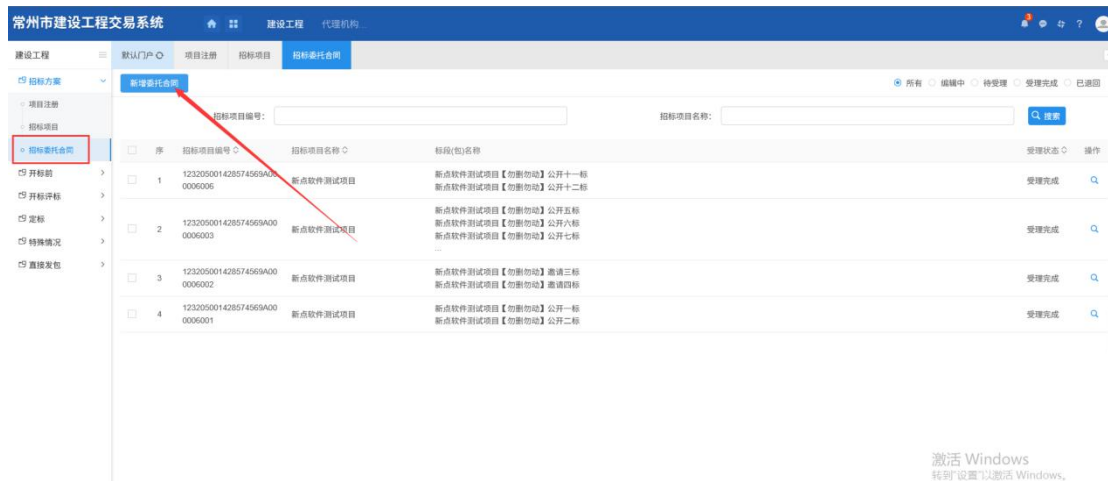 常州市建设工程交易系统
建设工程 代理机构...
3
?
建设工程
默认门户 项目注册 招标项目 招标委托合同
招标方案
新增委托合同
所有 编辑中 待受理 受理完成 已退回
项目注册
招标项目
招标项目编号:
招标项目名称:
搜索
招标委托合同
序 招标项目编号 招标项目名称 标段(包)名称 受理状态 操作
开标前
开标评标
定标
特殊情况
直接发包
1 123205001428574569A00
0006006
新点软件测试项目
新点软件测试项目【勿删勿动】公开十一标
新点软件测试项目【勿删勿动】公开十二标
受理完成
2 123205001428574569A00
0006003
新点软件测试项目
新点软件测试项目【勿删勿动】公开五标
新点软件测试项目【勿删勿动】公开六标
新点软件测试项目【勿删勿动】公开七标
...
受理完成
3 123205001428574569A00
0006002
新点软件测试项目
新点软件测试项目【勿删勿动】邀请三标
新点软件测试项目【勿删勿动】邀请四标
受理完成
4 123205001428574569A00
0006001
新点软件测试项目
新点软件测试项目【勿删勿动】公开一标
新点软件测试项目【勿删勿动】公开二标
受理完成
激活 Windows
转到"设置"以激活 Windows。